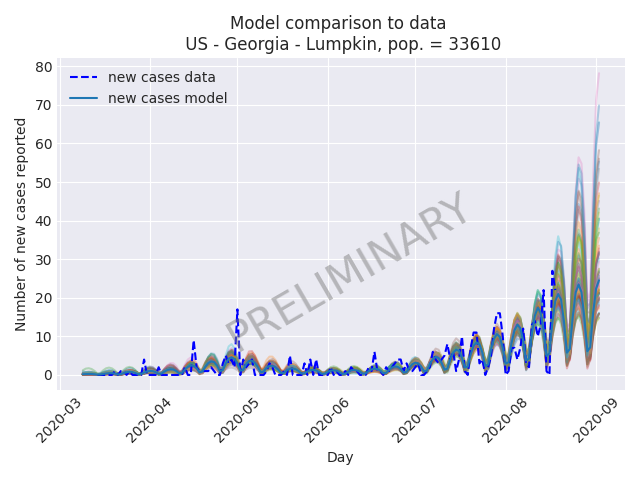 Model comparison to data
US - Georgia - Lumpkin, pop. = 33610
new cases data
new cases model
PRELIMINARY
Number of new cases reported
80
70
60
50
40
30
20
10
0
2020-03
2020-04
2020-05
2020-06
2020-07
2020-08
2020-09
Day